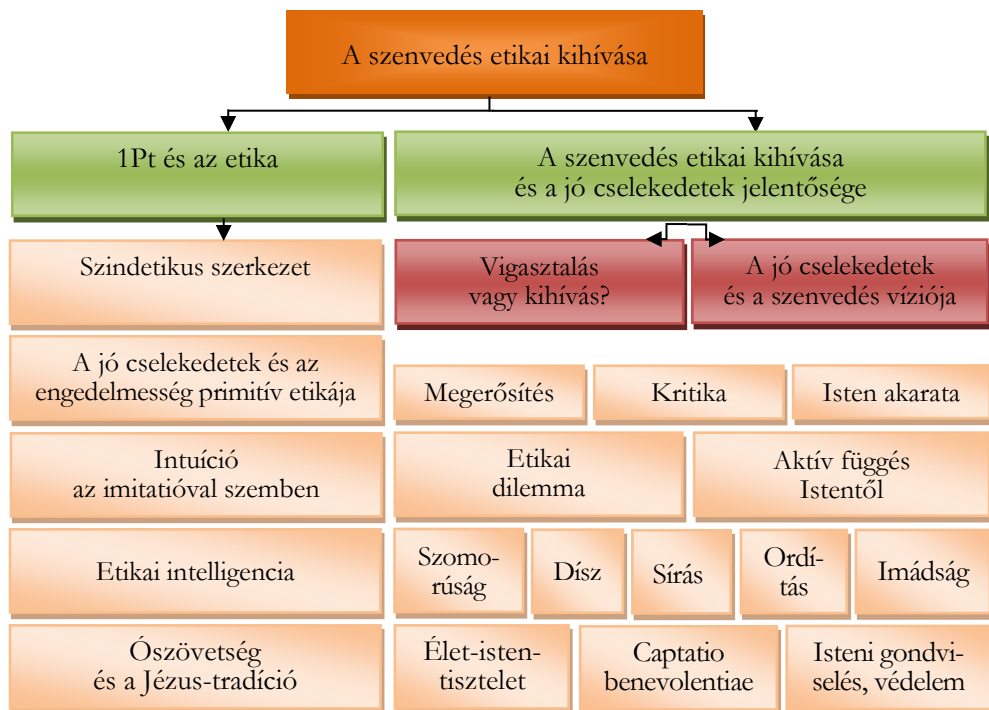 A szenvedés etikai kihívása
1Pt és az etika
A szenvedés etikai kihívása
és a jó cselekedetek jelentősége
Szindetikus szerkezet
Vigasztalás
vagy kihívás?
A jó cselekedetek
és a szenvedés víziója
A jó cselekedetek és az
engedelmesség primitív etikája
Megerősítés
Kritika
Isten akarata
Intuíció
az imitatióval szemben
Etikai
dilemma
Aktív függés
Istentől
Etikai intelligencia
Szomo-
rúság
Dísz
Sírás
Ordí-
tás
Imádság
Ószövetség
és a Jézus-tradíció
Élet-isten-
tisztelet
Captatio
benevolentiae
Isteni gondvi-
selés, védelem